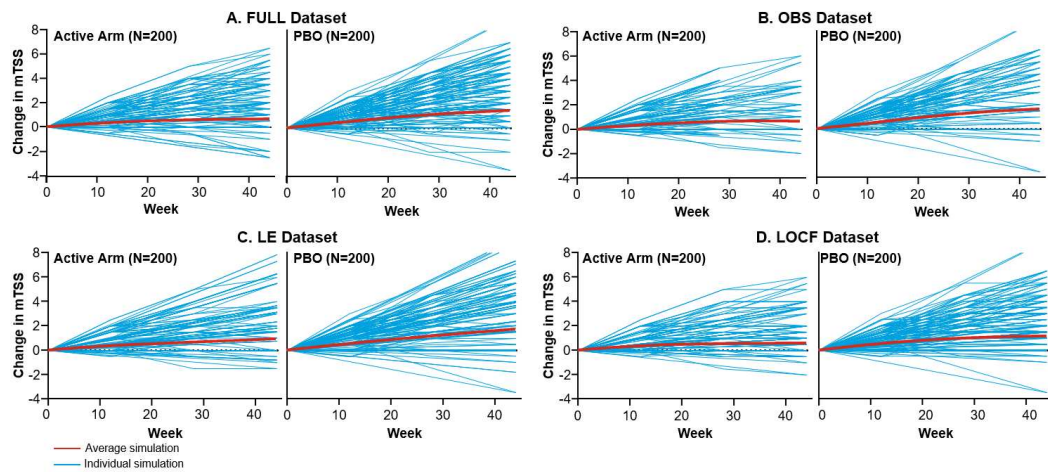 A. FULL Dataset
Active Arm (N=200)
PBO (N=200)
Change in mTSS
8
6
4
2
0
-2
-4
0 10 20 30 40
0 10 20 30 40
Week
Week
B. OBS Dataset
Active Arm (N=200)
PBO (N=200)
Change in mTSS
8
6
4
2
0
-2
-4
0 10 20 30 40
0 10 20 30 40
Week
Week
C. LE Dataset
Active Arm (N=200)
PBO (N=200)
Change in mTSS
8
6
4
2
0
-2
-4
0 10 20 30 40
0 10 20 30 40
Week
Week
D. LOCF Dataset
Active Arm (N=200)
PBO (N=200)
Change in mTSS
8
6
4
2
0
-2
-4
0 10 20 30 40
0 10 20 30 40
Week
Week
Average simulation
Individual simulation